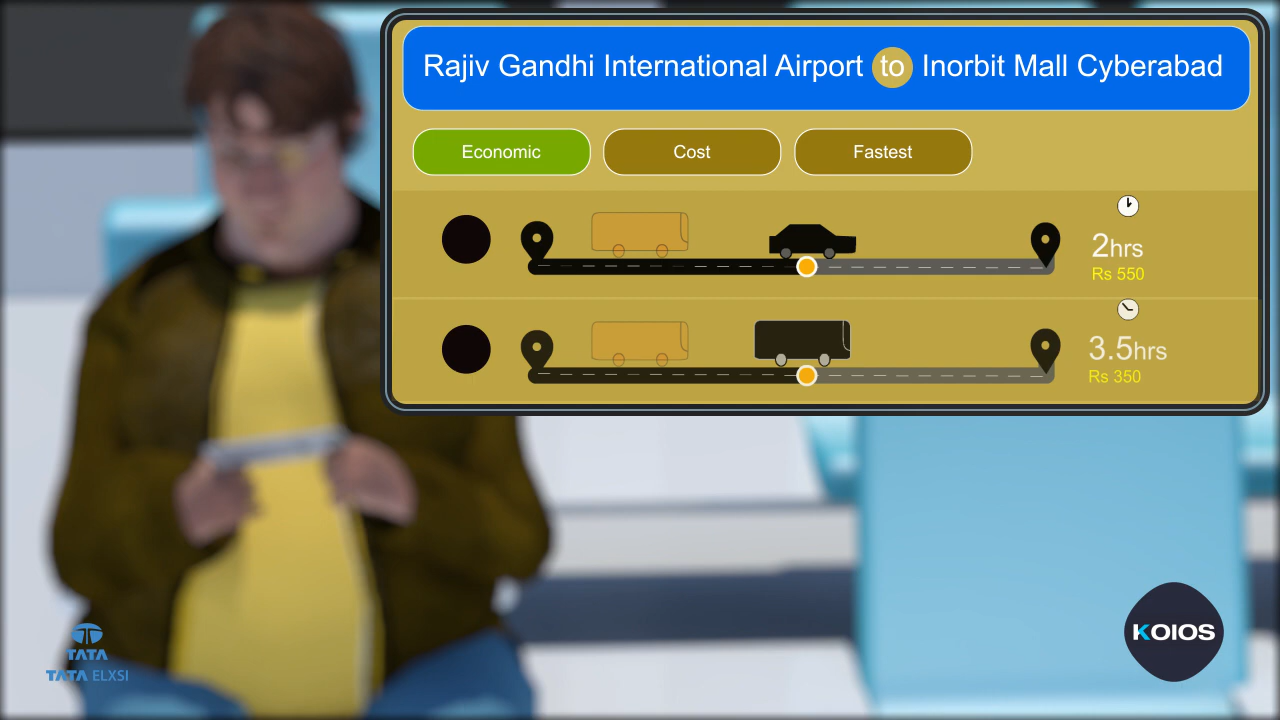 Rajiv Gandhi International Airport to Inorbit Mall Cyberabad
Economic
Cost
Fastest
2hrs
Rs 550
3.5hrs
Rs 350
TATA
TATA ELXSI
KOIOS